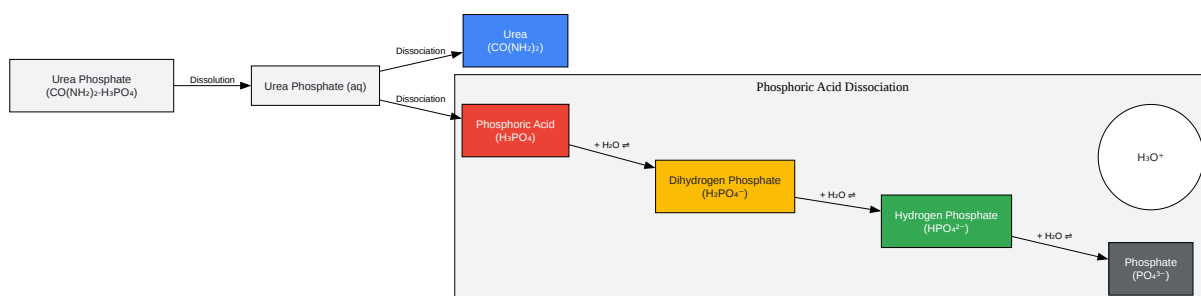 Urea Phosphate
(CO(NH₂)₂·H₃PO₄)
Dissolution
Urea Phosphate (aq)
Dissociation
Urea
(CO(NH₂)₂)
Dissociation
Phosphoric Acid Dissociation
Phosphoric Acid
(H₃PO₄)
+ H₂O ⇌
Dihydrogen Phosphate
(H₂PO₄⁻)
+ H₂O ⇌
Hydrogen Phosphate
(HPO₄²⁻)
+ H₂O ⇌
Phosphate
(PO₄³⁻)
H₃O⁺